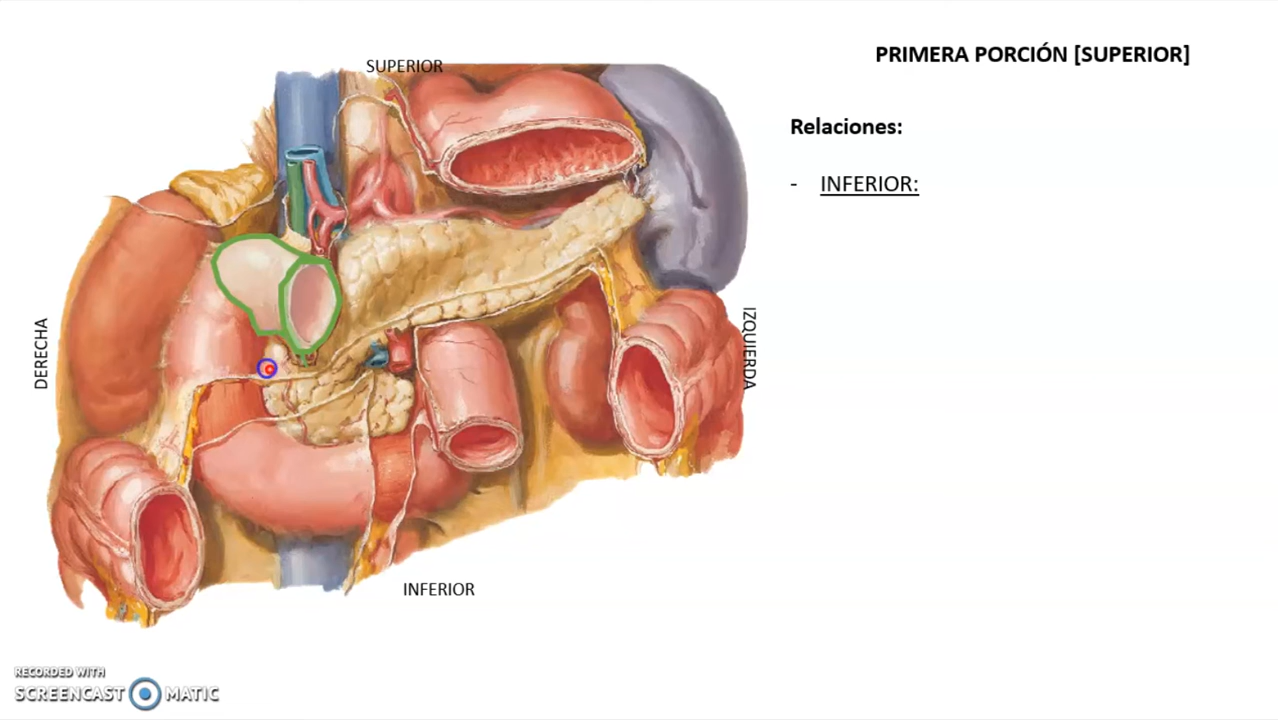 PRIMERA PORCIÓN [SUPERIOR]
SUPERIOR
Relaciones:
- INFERIOR:
DERECHA
IZQUIERDA
INFERIOR
RECORDED WITH
SCREENCAST MATIC